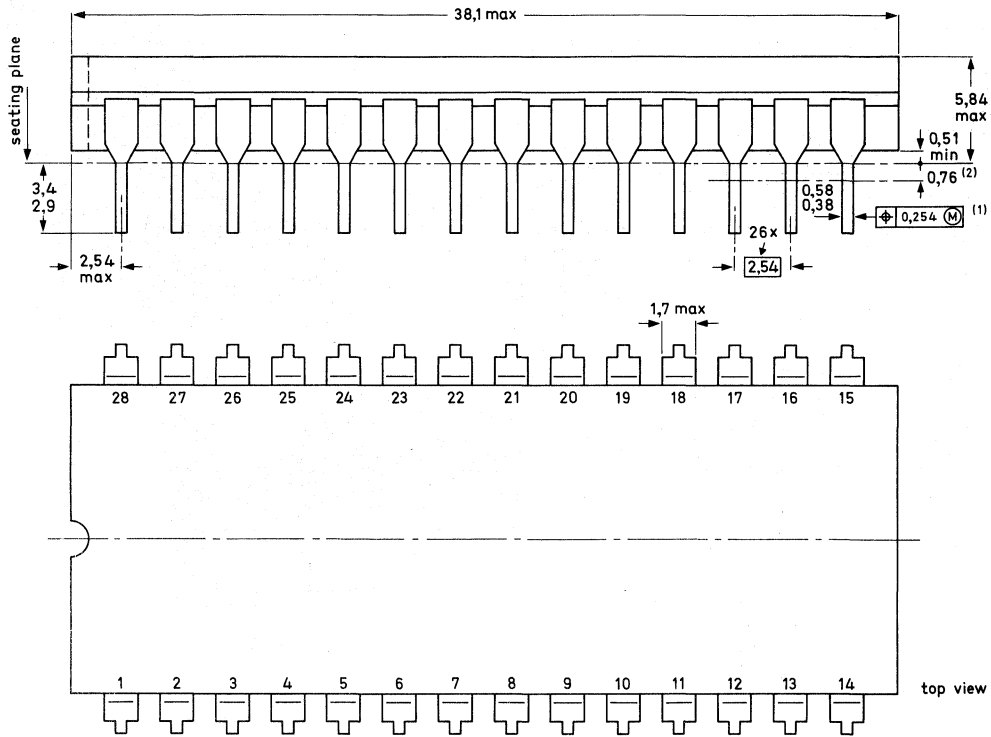 38,1 max
seating plane
5,84
max
0,51
min
0,76 (2)
3,4
2,9
0,58
0,38
⌖ 0,254 Ⓜ (1)
26x
2,54
2,54
max
1,7 max
28 27 26 25 24 23 22 21 20 19 18 17 16 15
1 2 3 4 5 6 7 8 9 10 11 12 13 14
top view